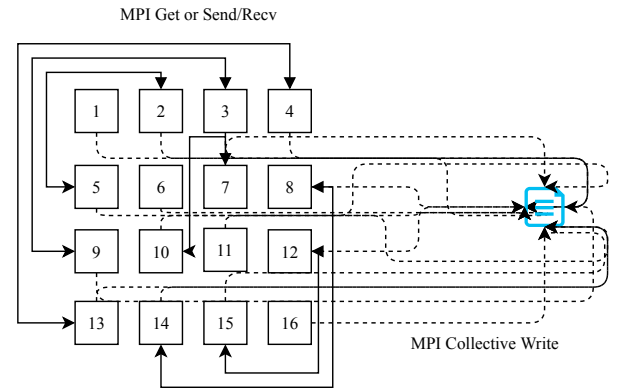 MPI Get or Send/Recv
1 2 3 4
5 6 7 8
9 10 11 12
13 14 15 16
MPI Collective Write